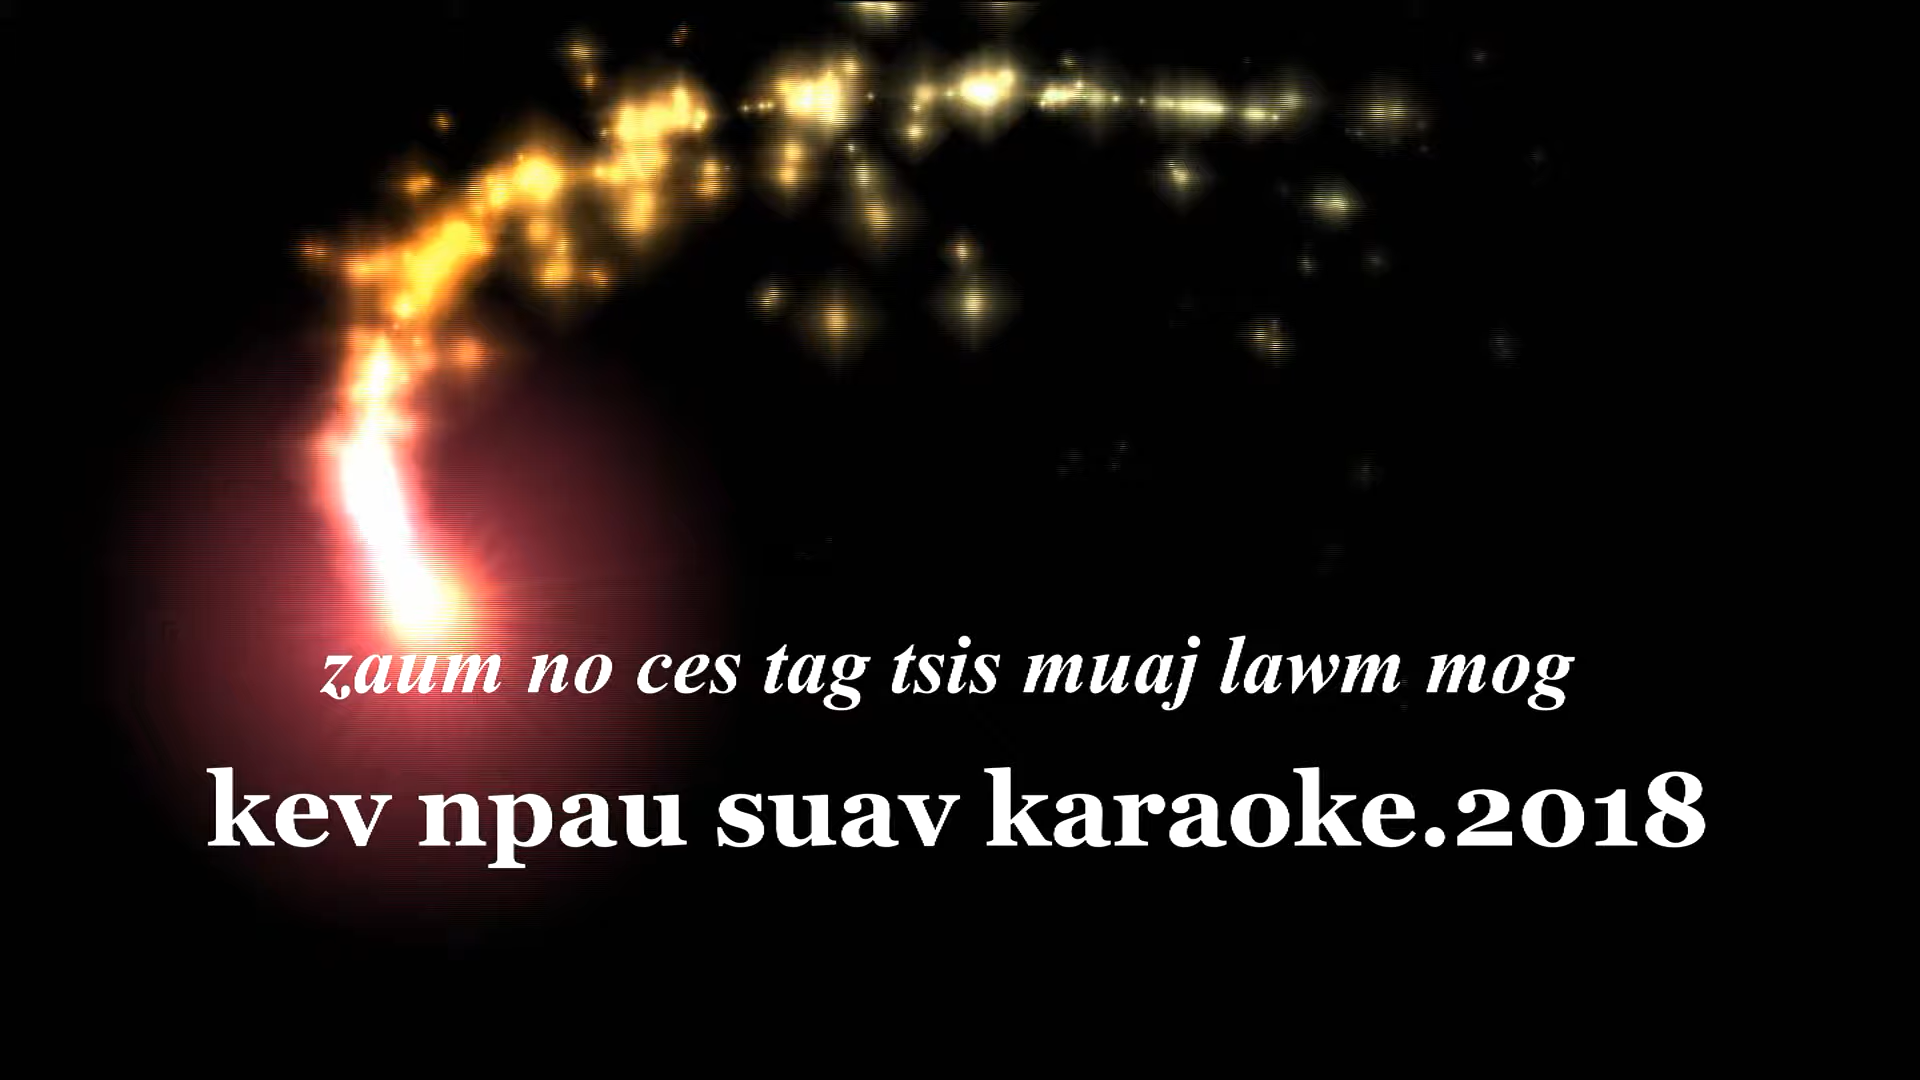 zaum no ces tag tsis muaj lawm mog
kev npau suav karaoke.2018